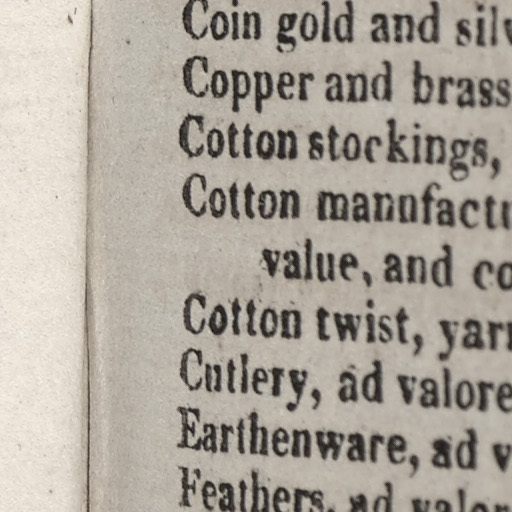 Coin gold and silv
Copper and brass
Cotton stockings,
Cotton manufactu
value, and co
Cotton twist, yarn
Cutlery, ad valore
Earthenware, ad v
Feathers, ad valor